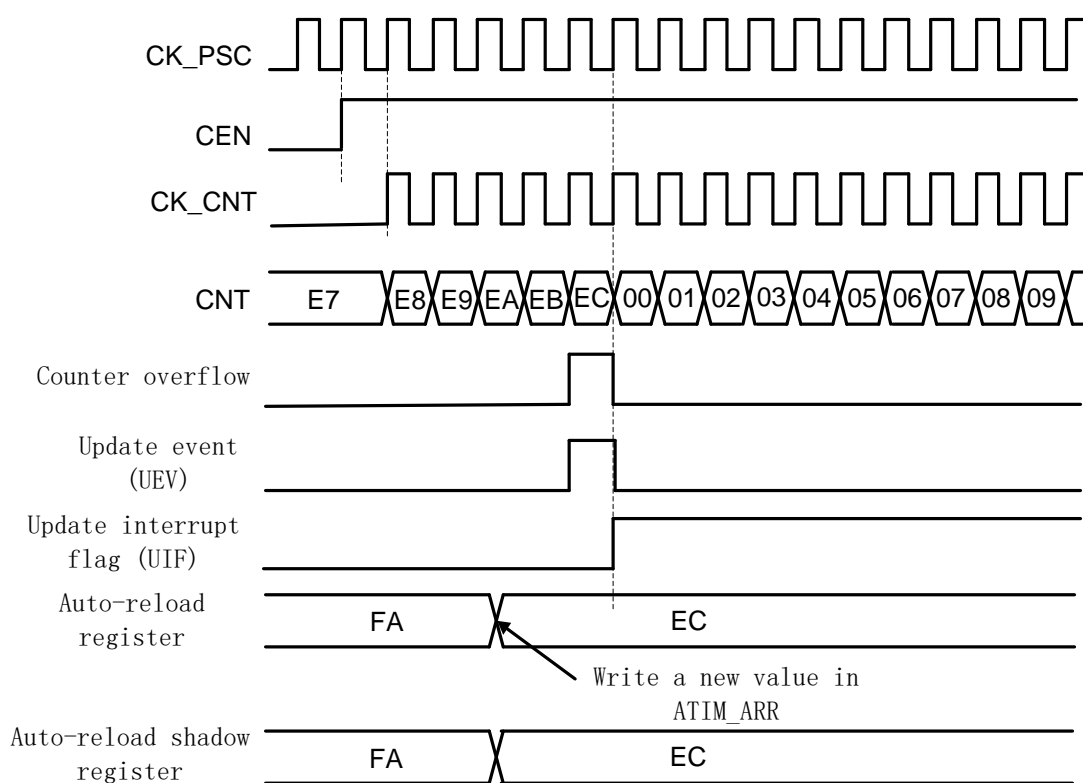 CK_PSC
CEN
CK_CNT
CNT E7 E8 E9 EA EB EC 00 01 02 03 04 05 06 07 08 09
Counter overflow
Update event
(UEV)
Update interrupt
flag (UIF)
Auto-reload
register
FA EC
Write a new value in
ATIM_ARR
Auto-reload shadow
register
FA EC